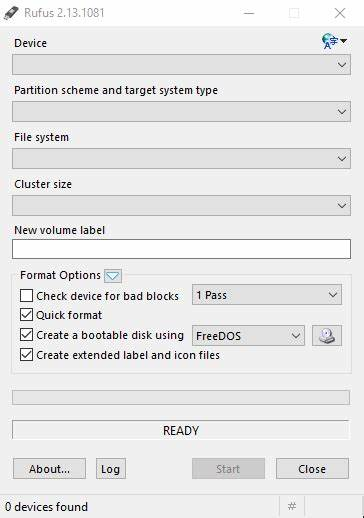 Rufus 2.13.1081
Device
Partition scheme and target system type
File system
Cluster size
New volume label
Format Options
Check device for bad blocks 1 Pass
Quick format
Create a bootable disk using FreeDOS
Create extended label and icon files
READY
About... Log Start Close
0 devices found #